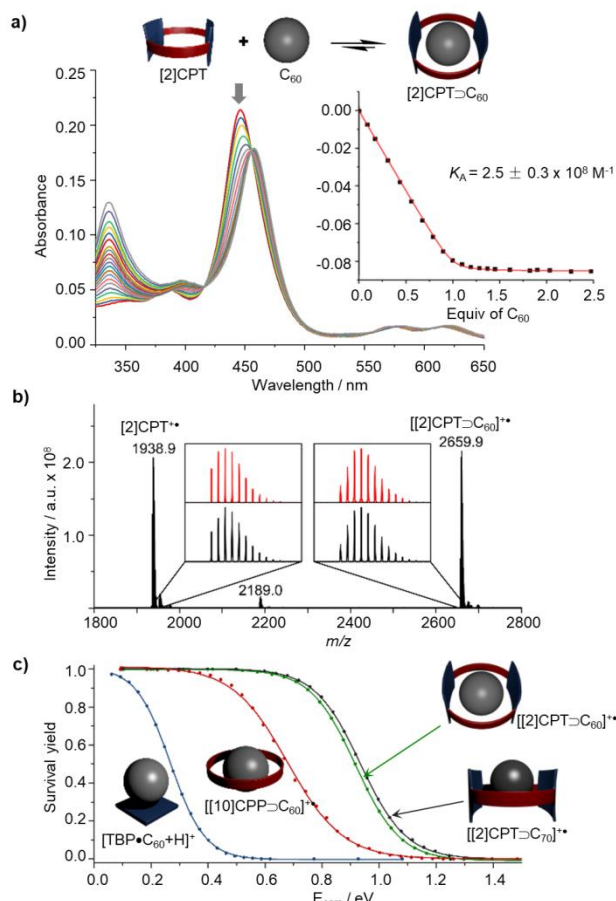 a)
[2]CPT + C₆₀ [2]CPT⊃C₆₀
0.25
0.20
0.15
0.10
0.05
0.00
Absorbance
350 400 450 500 550 600 650
Wavelength / nm
0.00
-0.02
-0.04
-0.06
-0.08
K_A = 2.5 ± 0.3 x 10⁸ M⁻¹
0.0 0.5 1.0 1.5 2.0 2.5
Equiv of C₆₀
b)
[2]CPT⁺•
1938.9
[[2]CPT⊃C₆₀]⁺•
2659.9
2189.0
2.0
1.0
Intensity / a.u. x 10⁸
1800 2000 2200 2400 2600 2800
m/z
c)
1.0
0.8
0.6
0.4
0.2
0.0
Survival yield
[TBP•C₆₀+H]⁺
[[10]CPP⊃C₆₀]⁺•
[[2]CPT⊃C₆₀]⁺•
[[2]CPT⊃C₇₀]⁺•
0.0 0.2 0.4 0.6 0.8 1.0 1.2 1.4
/ eV